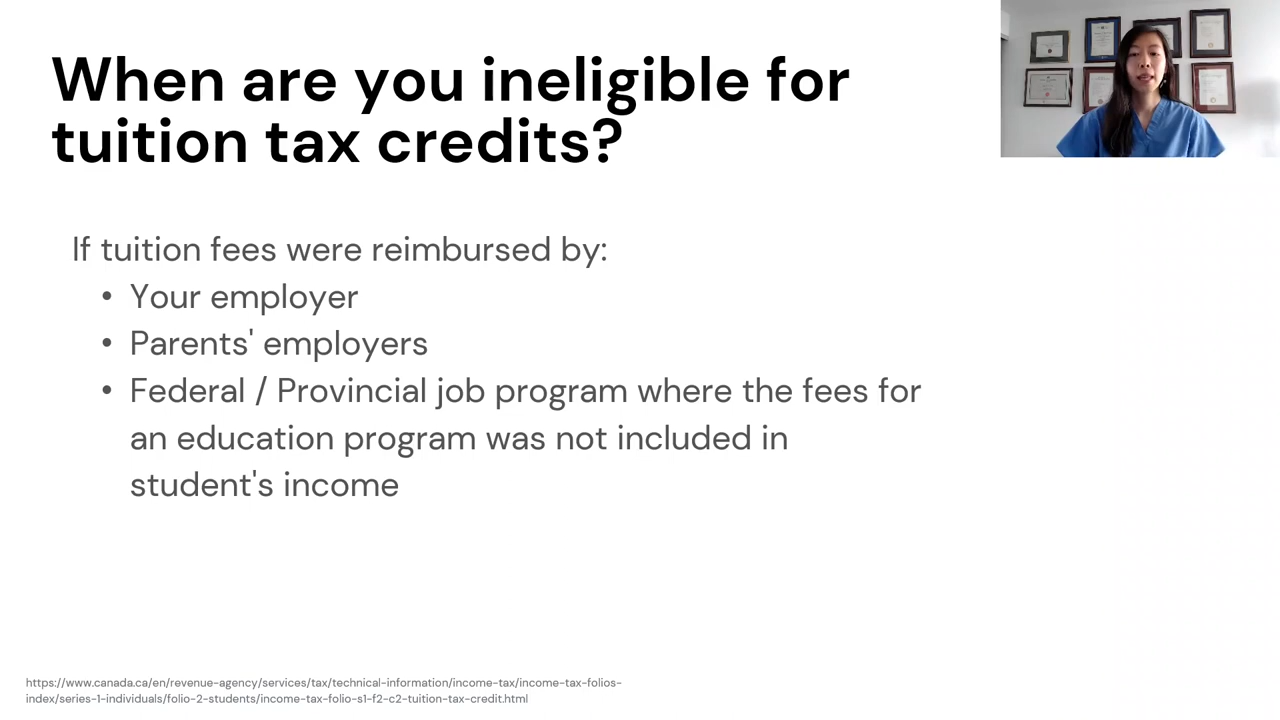 When are you ineligible for
tuition tax credits?
If tuition fees were reimbursed by:
• Your employer
• Parents' employers
• Federal / Provincial job program where the fees for
an education program was not included in
student's income
https://www.canada.ca/en/revenue-agency/services/tax/technical-information/income-tax/income-tax-folios-
index/series-1-individuals/folio-2-students/income-tax-folio-s1-f2-c2-tuition-tax-credit.html